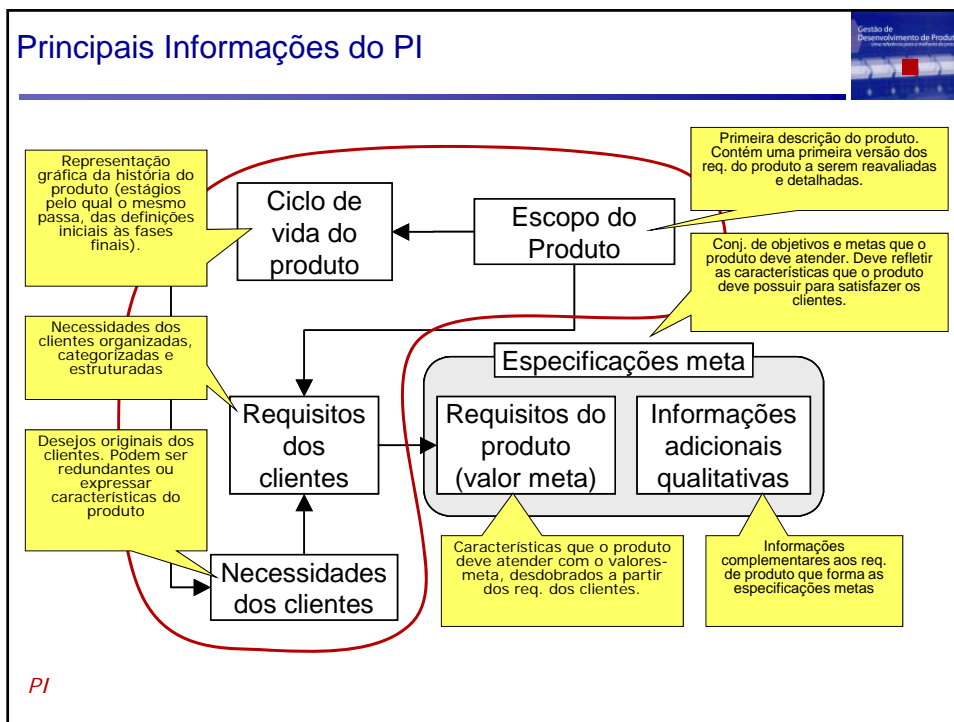 Principais Informações do PI
Gestão de
Desenvolvimento de Produt
Uma referência para a melhoria do proc
Representação
gráfica da história do
produto (estágios
pelo qual o mesmo
passa, das definições
iniciais às fases
finais).
Ciclo de
vida do
produto
Escopo do
Produto
Primeira descrição do produto.
Contém uma primeira versão dos
req. do produto a serem reavaliadas
e detalhadas.
Conj. de objetivos e metas que o
produto deve atender. Deve refletir
as características que o produto
deve possuir para satisfazer os
clientes.
Necessidades dos
clientes organizadas,
categorizadas e
estruturadas
Especificações meta
Requisitos
dos
clientes
Requisitos do
produto
(valor meta)
Informações
adicionais
qualitativas
Desejos originais dos
clientes. Podem ser
redundantes ou
expressar
características do
produto
Necessidades
dos clientes
Características que o produto
deve atender com o valores-
meta, desdobrados a partir
dos req. dos clientes.
Informações
complementares aos req.
de produto que forma as
especificações metas
PI